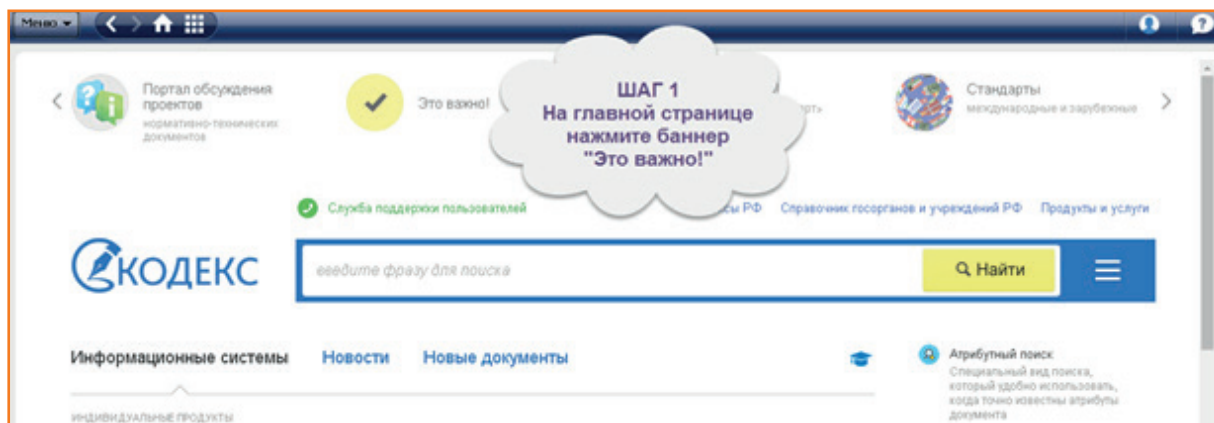 Меню
Портал обсуждения
проектов
нормативно-технических
документов
Это важно!
ШАГ 1
На главной странице
нажмите баннер
"Это важно!"
Стандарты
международные и зарубежные
Служба поддержки пользователей
РФ
Справочник госорганов и учреждений РФ
Продукты и услуги
КОДЕКС
введите фразу для поиска
Найти
Информационные системы
Новости
Новые документы
Атрибутный поиск
Специальный вид поиска,
который удобно использовать,
когда точно известны атрибуты
документа
ИНДИВИДУАЛЬНЫЕ ПРОДУКТЫ